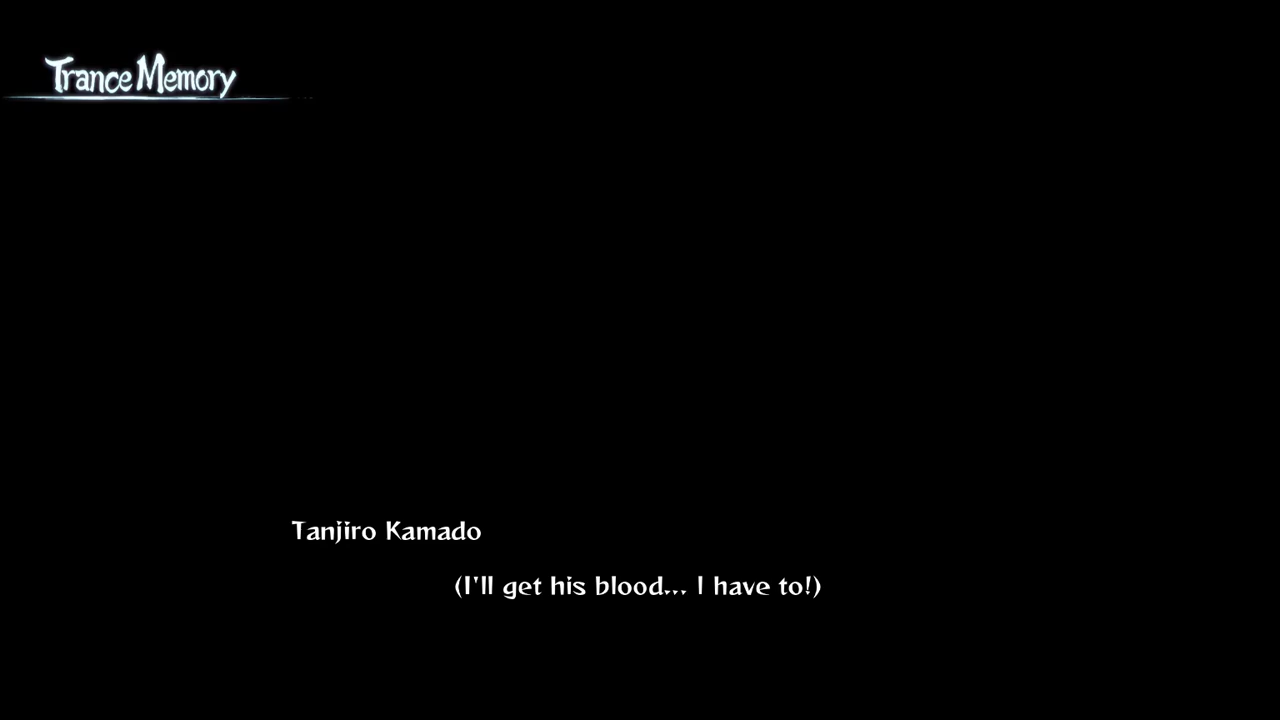 Trance Memory
Tanjiro Kamado
(I'll get his blood... I have to!)